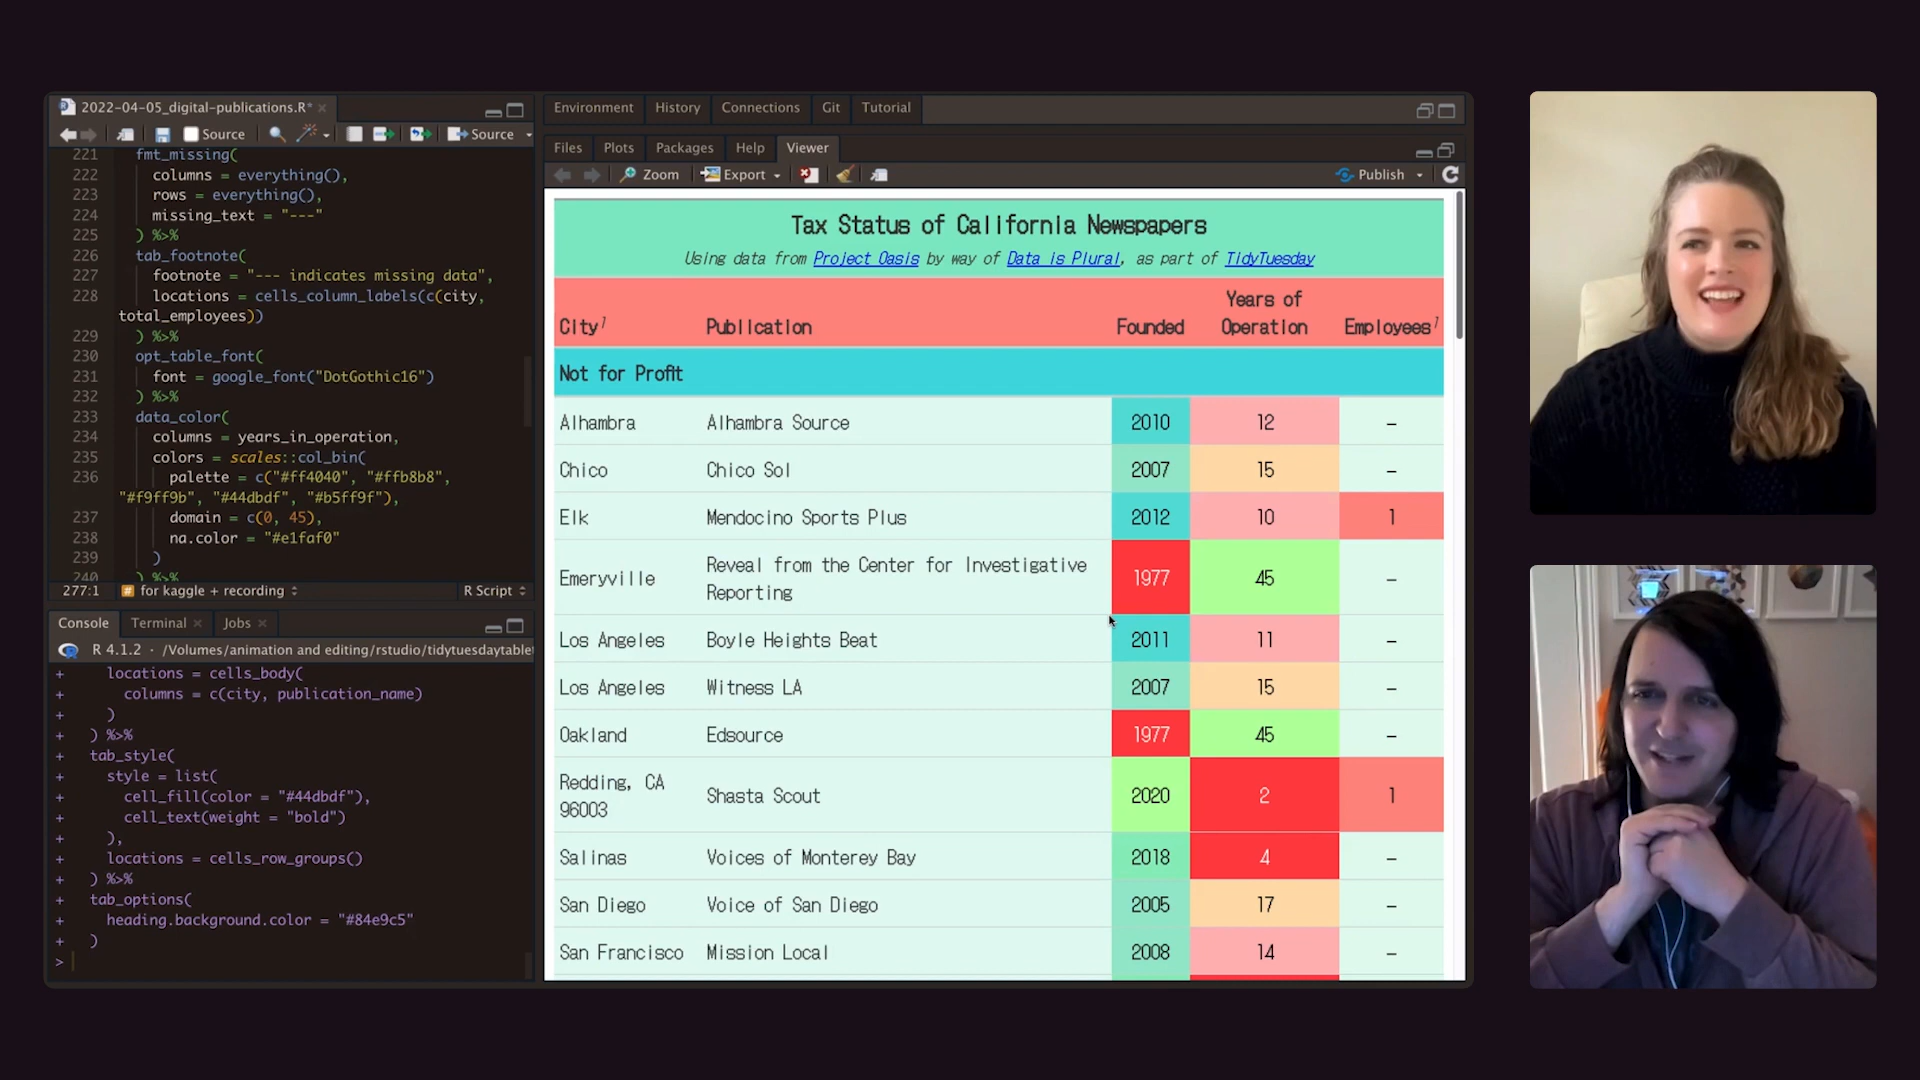 2022-04-05_digital-publications.R*
Source
Source
221 fmt_missing(
222 columns = everything(),
223 rows = everything(),
224 missing_text = "---"
225 ) %>%
226 tab_footnote(
227 footnote = "--- indicates missing data",
228 locations = cells_column_labels(c(city,
total_employees))
229 ) %>%
230 opt_table_font(
231 font = google_font("DotGothic16")
232 ) %>%
233 data_color(
234 columns = years_in_operation,
235 colors = scales::col_bin(
236 palette = c("#ff4040", "#ffb8b8",
"#f9ff9b", "#44dbdf", "#b5ff9f"),
237 domain = c(0, 45),
238 na.color = "#e1faf0"
239 )
240 ) %>%
277:1 # for kaggle + recording R Script
Console Terminal Jobs
R 4.1.2 · /Volumes/animation and editing/rstudio/tidytuesdaytablet
+ locations = cells_body(
+ columns = c(city, publication_name)
+ )
+ ) %>%
+ tab_style(
+ style = list(
+ cell_fill(color = "#44dbdf"),
+ cell_text(weight = "bold")
+ ),
+ locations = cells_row_groups()
+ ) %>%
+ tab_options(
+ heading.background.color = "#84e9c5"
+ )
>
Environment History Connections Git Tutorial
Files Plots Packages Help Viewer
Zoom Export Publish
Tax Status of California Newspapers
Using data from Project Oasis by way of Data is Plural, as part of TidyTuesday
City1 Publication Founded Years of Operation Employees1
Not for Profit
Alhambra Alhambra Source 2010 12 –
Chico Chico Sol 2007 15 –
Elk Mendocino Sports Plus 2012 10 1
Emeryville Reveal from the Center for Investigative Reporting 1977 45 –
Los Angeles Boyle Heights Beat 2011 11 –
Los Angeles Witness LA 2007 15 –
Oakland Edsource 1977 45 –
Redding, CA 96003 Shasta Scout 2020 2 1
Salinas Voices of Monterey Bay 2018 4 –
San Diego Voice of San Diego 2005 17 –
San Francisco Mission Local 2008 14 –